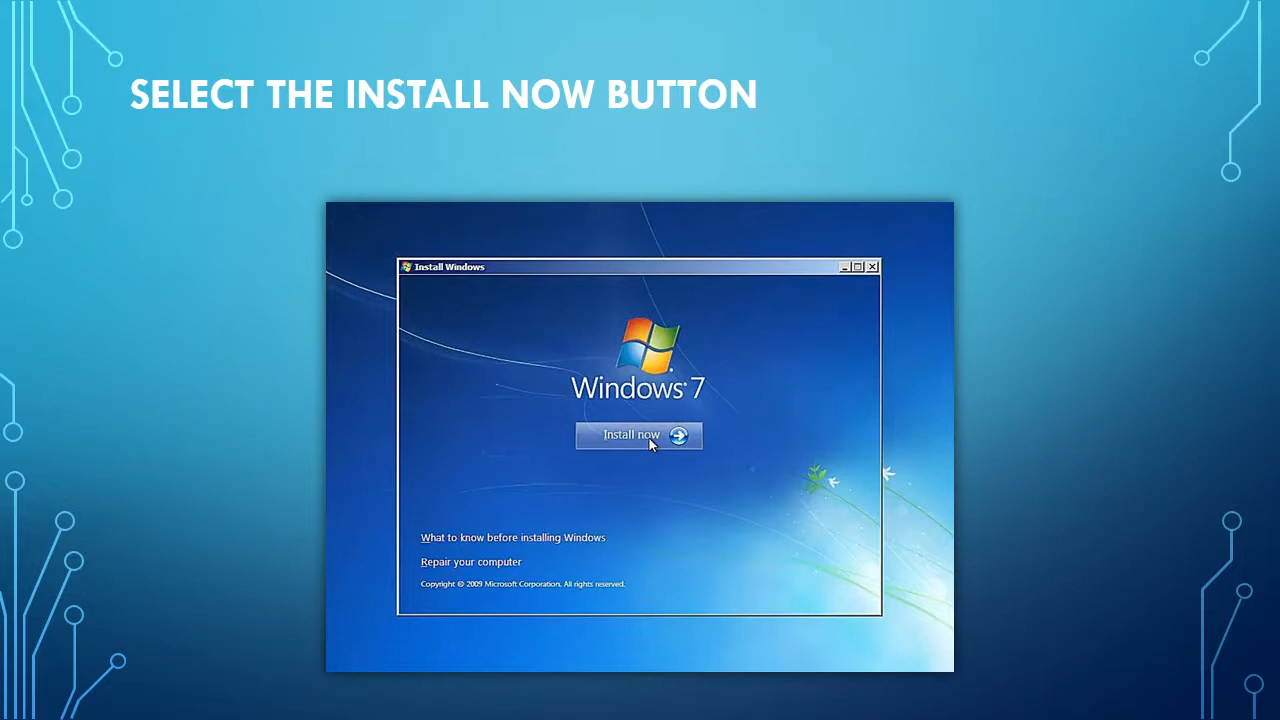 SELECT THE INSTALL NOW BUTTON
Install Windows
Windows® 7
Install now
What to know before installing Windows
Repair your computer
Copyright © 2009 Microsoft Corporation. All rights reserved.